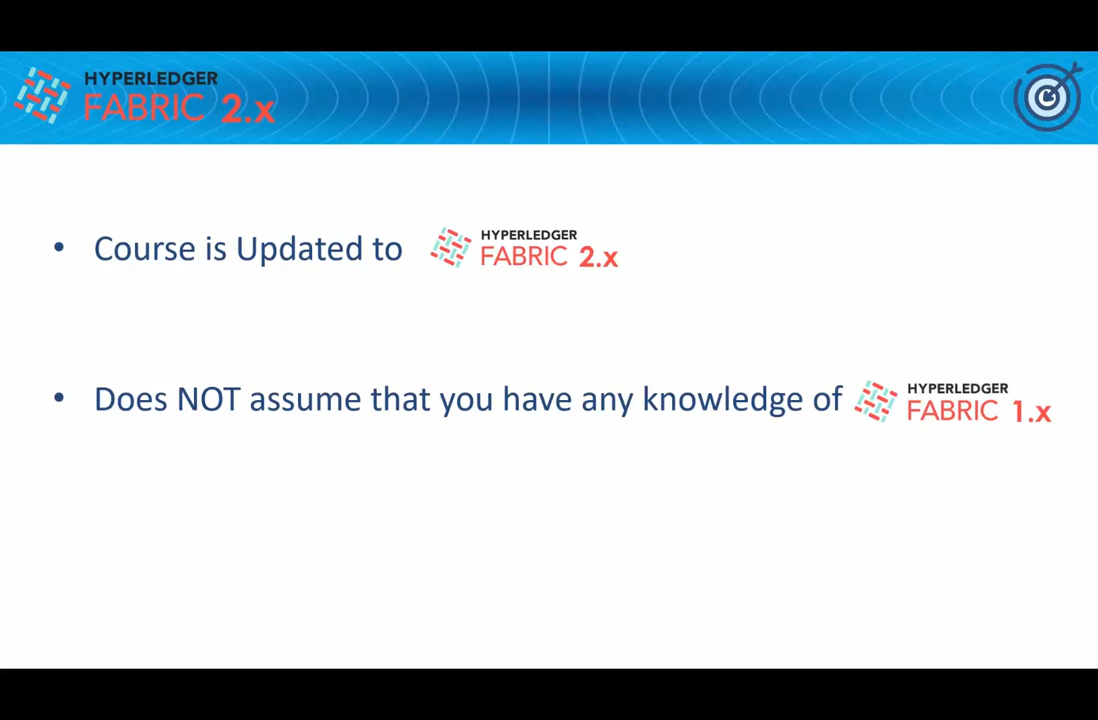 HYPERLEDGER
FABRIC 2.x
• Course is Updated to HYPERLEDGER FABRIC 2.x
• Does NOT assume that you have any knowledge of HYPERLEDGER FABRIC 1.x